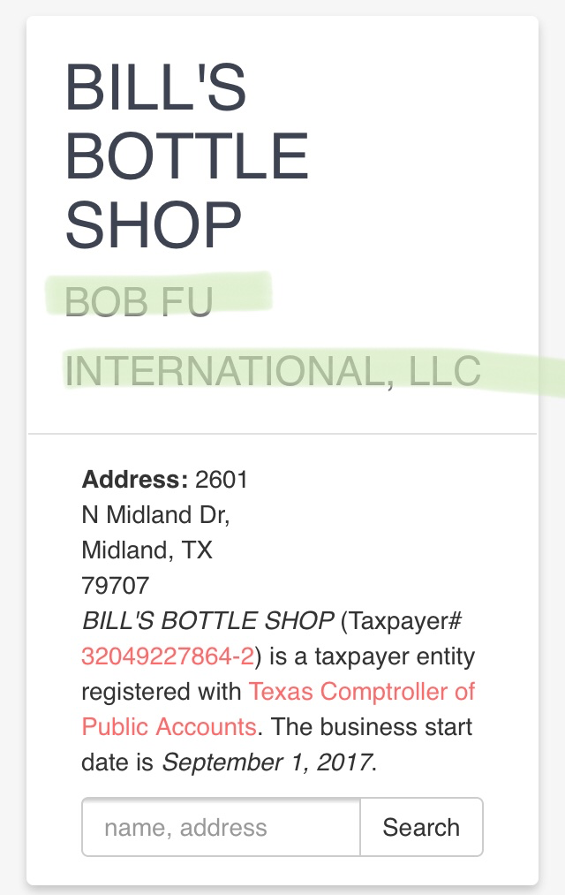 BILL'S
BOTTLE
SHOP
BOB FU
INTERNATIONAL, LLC
Address: 2601
N Midland Dr,
Midland, TX
79707
BILL'S BOTTLE SHOP (Taxpayer#
32049227864-2) is a taxpayer entity
registered with Texas Comptroller of
Public Accounts. The business start
date is September 1, 2017.
name, address Search